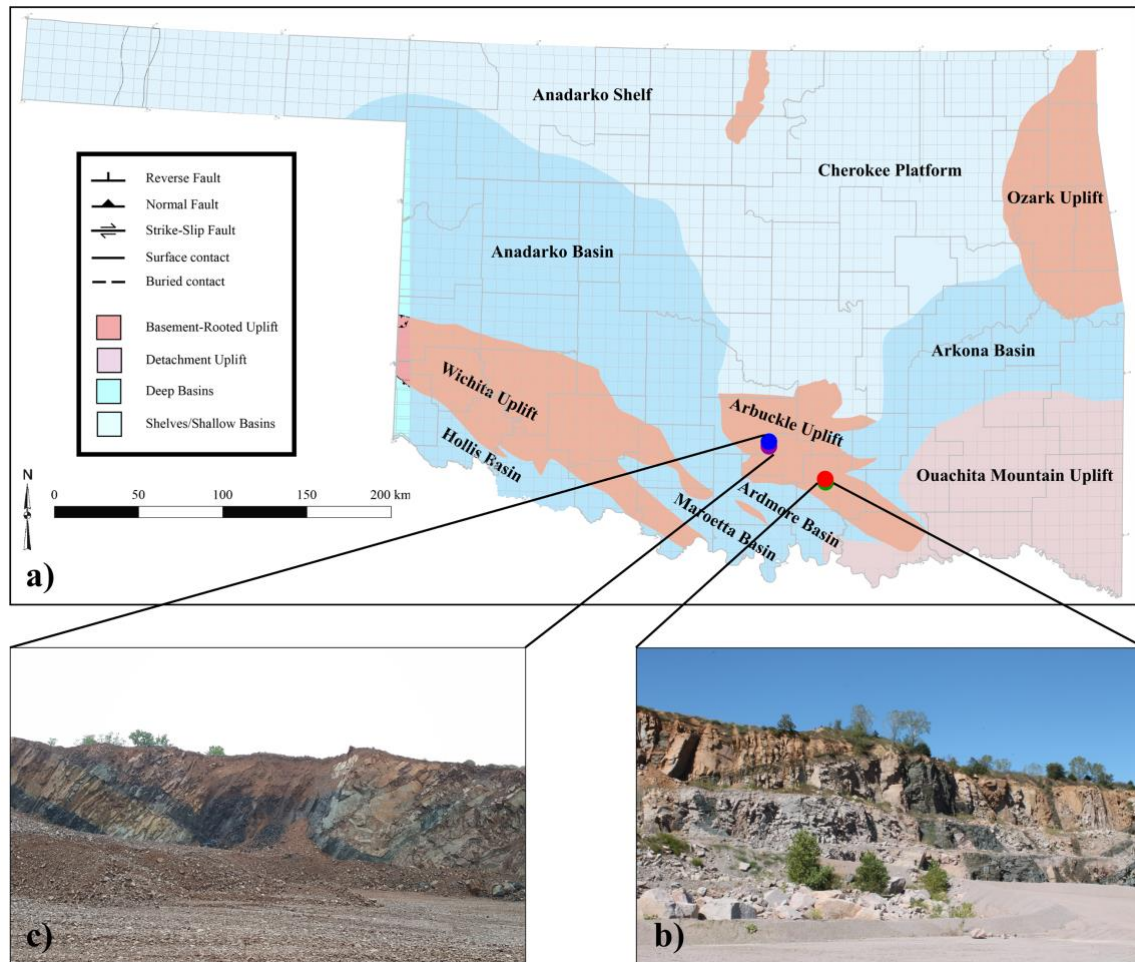 Anadarko Shelf
Cherokee Platform
Ozark Uplift
Anadarko Basin
Arkona Basin
Wichita Uplift
Arbuckle Uplift
Hollis Basin
Ouachita Mountain Uplift
Ardmore Basin
Maroetta Basin
Reverse Fault
Normal Fault
Strike-Slip Fault
Surface contact
Buried contact
Basement-Rooted Uplift
Detachment Uplift
Deep Basins
Shelves/Shallow Basins
N
0 50 100 150 200 km
a)
c)
b)